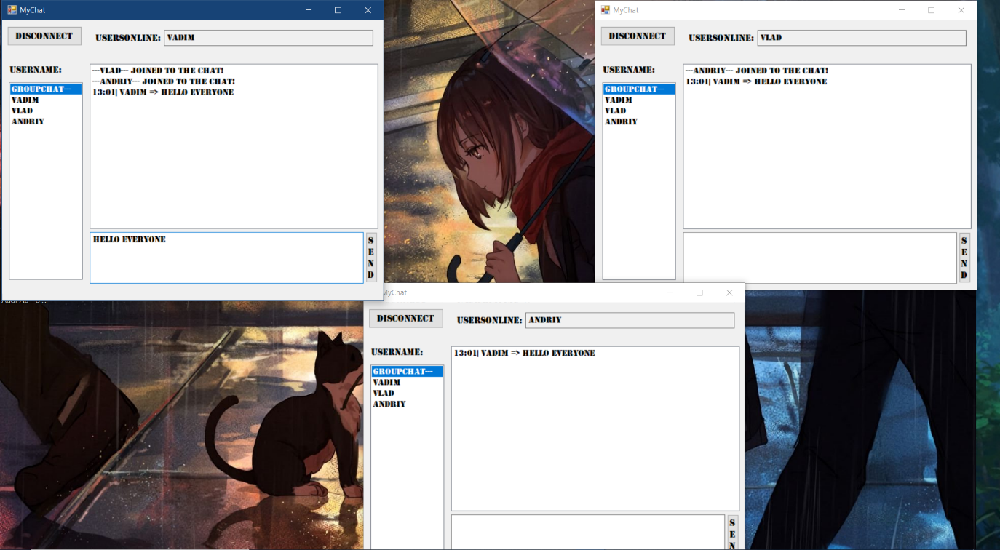 MyChat
DISCONNECT
USERSONLINE: VADIM
USERNAME:
GROUPCHAT---
VADIM
VLAD
ANDRIY
---VLAD--- JOINED TO THE CHAT!
---ANDRIY--- JOINED TO THE CHAT!
13:01| VADIM => HELLO EVERYONE
HELLO EVERYONE
SEND
MyChat
DISCONNECT
USERSONLINE: VLAD
USERNAME:
GROUPCHAT---
VADIM
VLAD
ANDRIY
---ANDRIY--- JOINED TO THE CHAT!
13:01| VADIM => HELLO EVERYONE
SEND
MyChat
DISCONNECT
USERSONLINE: ANDRIY
USERNAME:
GROUPCHAT---
VADIM
VLAD
ANDRIY
13:01| VADIM => HELLO EVERYONE
SEN